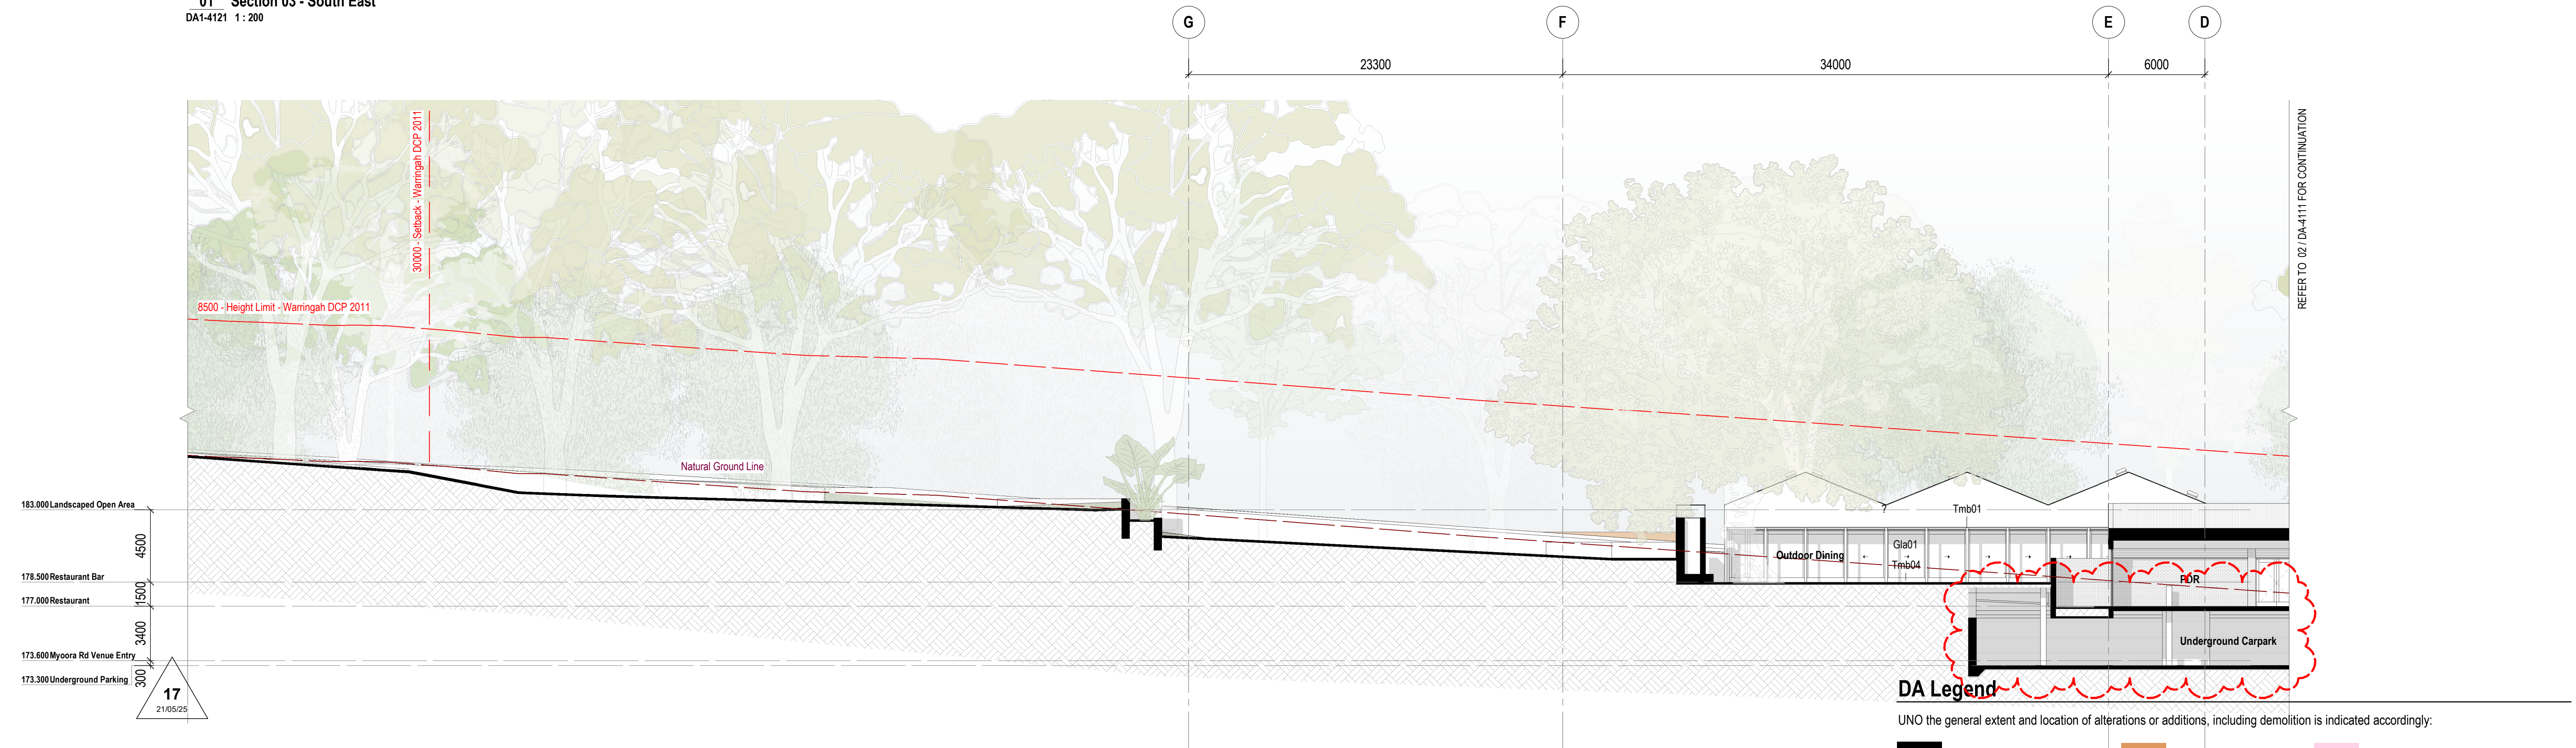 01 Section 03 - South East
DA1-4121 1 : 200
G
F
E
D
23300
34000
6000
30000 - Setback - Warringah DCP 2011
REFER TO 02 / DA-4111 FOR CONTINUATION
8500 - Height Limit - Warringah DCP 2011
Natural Ground Line
183.000 Landscaped Open Area
4500
178.500 Restaurant Bar
1500
177.000 Restaurant
3400
173.600 Myoora Rd Venue Entry
300
173.300 Underground Parking
17
21/05/25
?
Tmb01
Gla01
Outdoor Dining
Tmb04
PDR
Underground Carpark
DA Legend
UNO the general extent and location of alterations or additions, including demolition is indicated accordingly: